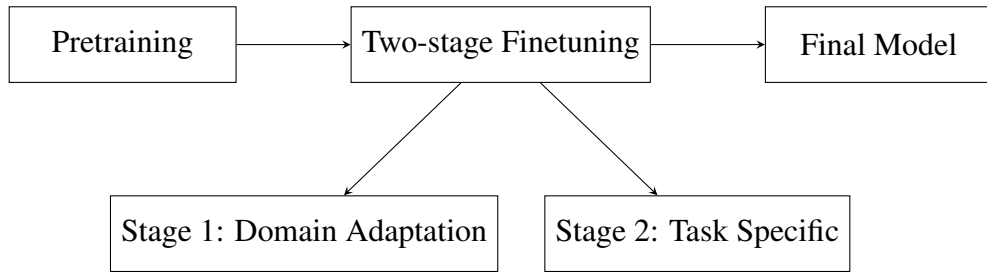 Pretraining
Two-stage Finetuning
Final Model
Stage 1: Domain Adaptation
Stage 2: Task Specific